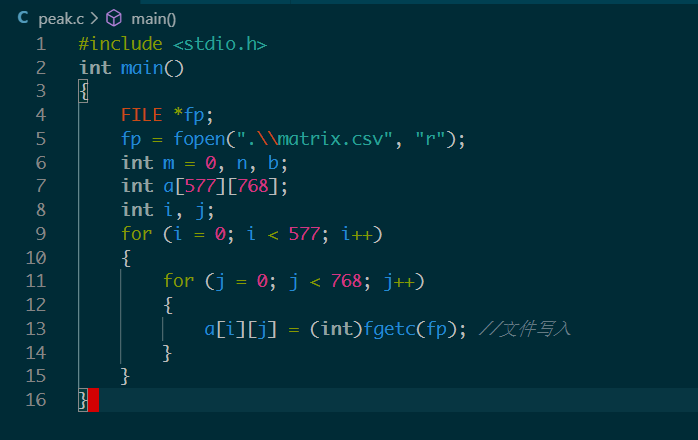 C peak.c > main()
1 #include <stdio.h>
2 int main()
3 {
4 FILE *fp;
5 fp = fopen(".\\matrix.csv", "r");
6 int m = 0, n, b;
7 int a[577][768];
8 int i, j;
9 for (i = 0; i < 577; i++)
10 {
11 for (j = 0; j < 768; j++)
12 {
13 a[i][j] = (int)fgetc(fp); //文件写入
14 }
15 }
16 }